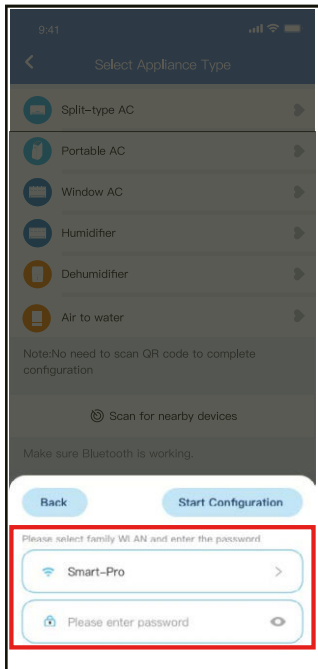 9:41
Select Appliance Type
Split-type AC
Portable AC
Window AC
Humidifier
Dehumidifier
Air to water
Note:No need to scan QR code to complete
configuration
Scan for nearby devices
Make sure Bluetooth is working.
Back Start Configuration
Please select family WLAN and enter the password
Smart-Pro
Please enter password